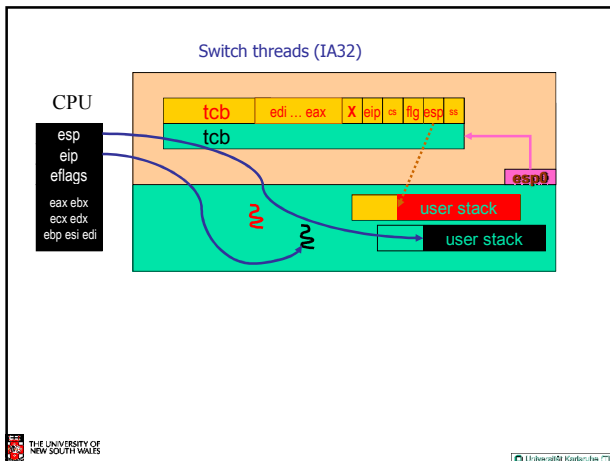 Switch threads (IA32)
CPU
esp
eip
eflags
eax ebx
ecx edx
ebp esi edi
tcb edi ... eax X eip cs flg esp ss
tcb
esp0
user stack
user stack
THE UNIVERSITY OF
NEW SOUTH WALES
Universität Karlsruhe